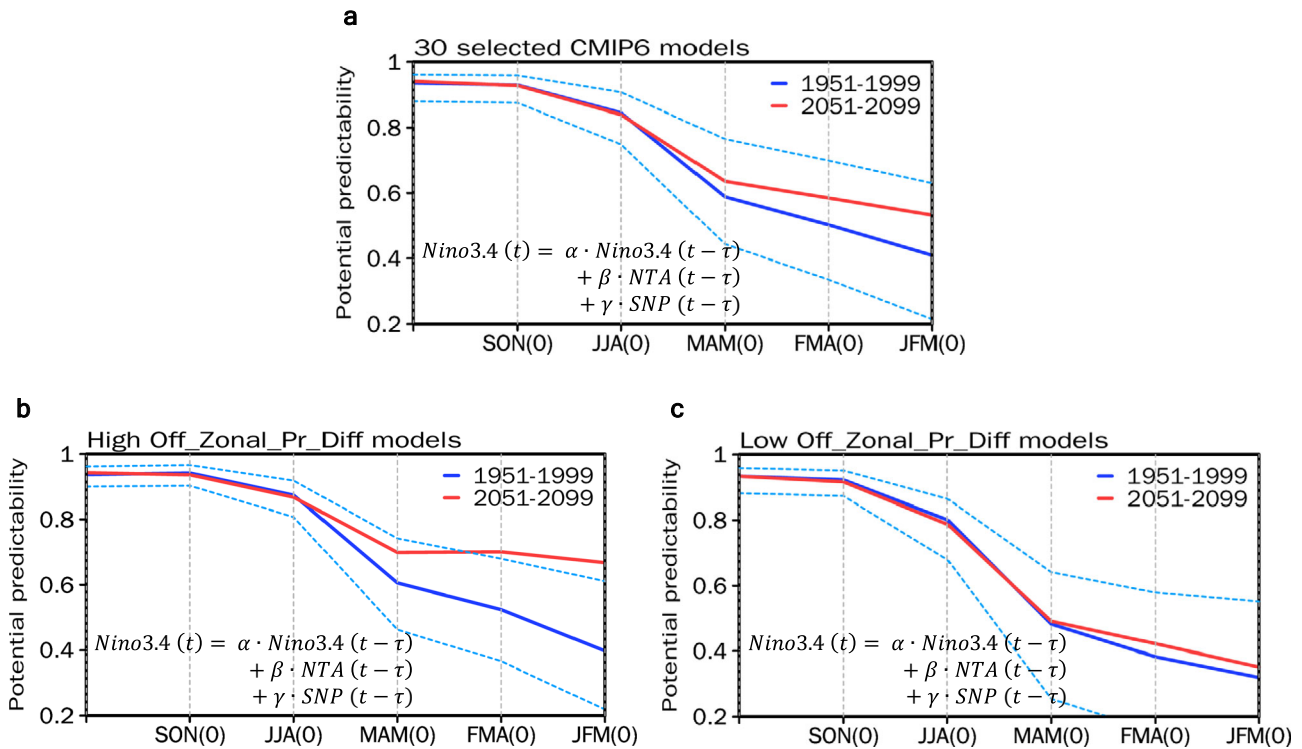 a
30 selected CMIP6 models
1
0.8
0.6
0.4
0.2
Potential predictability
1951-1999
2051-2099
Nino3.4 (t) = α · Nino3.4 (t − τ)
+ β · NTA (t − τ)
+ γ · SNP (t − τ)
SON(0) JJA(0) MAM(0) FMA(0) JFM(0)
b
High Off_Zonal_Pr_Diff models
1
0.8
0.6
0.4
0.2
Potential predictability
1951-1999
2051-2099
Nino3.4 (t) = α · Nino3.4 (t − τ)
+ β · NTA (t − τ)
+ γ · SNP (t − τ)
SON(0) JJA(0) MAM(0) FMA(0) JFM(0)
c
Low Off_Zonal_Pr_Diff models
1
0.8
0.6
0.4
0.2
Potential predictability
1951-1999
2051-2099
Nino3.4 (t) = α · Nino3.4 (t − τ)
+ β · NTA (t − τ)
+ γ · SNP (t − τ)
SON(0) JJA(0) MAM(0) FMA(0) JFM(0)